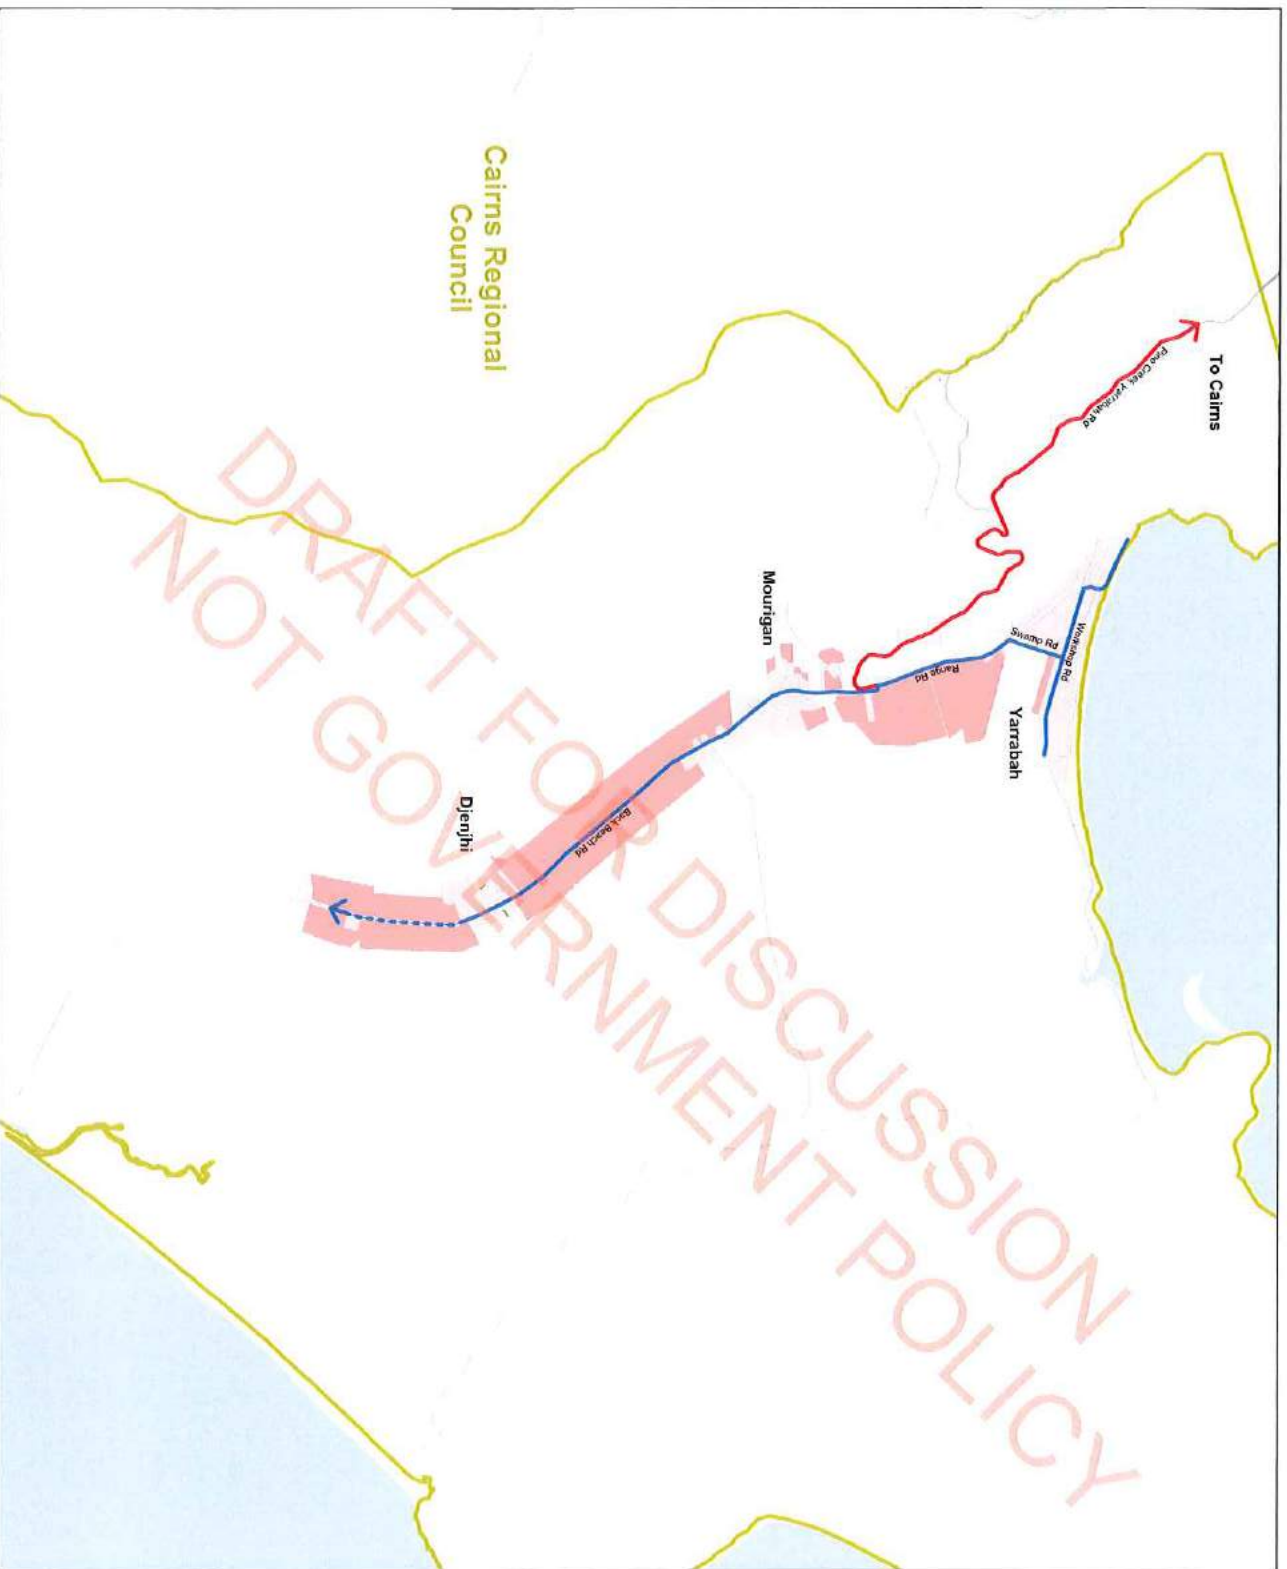 Cairns Regional
Council
To Cairns
Pine Creek Yarrabah Rd
Workshop Rd
Swamp Rd
Range Rd
Yarrabah
Mourigan
Back Beach Rd
Djenjhi
DRAFT FOR DISCUSSION
NOT GOVERNMENT POLICY